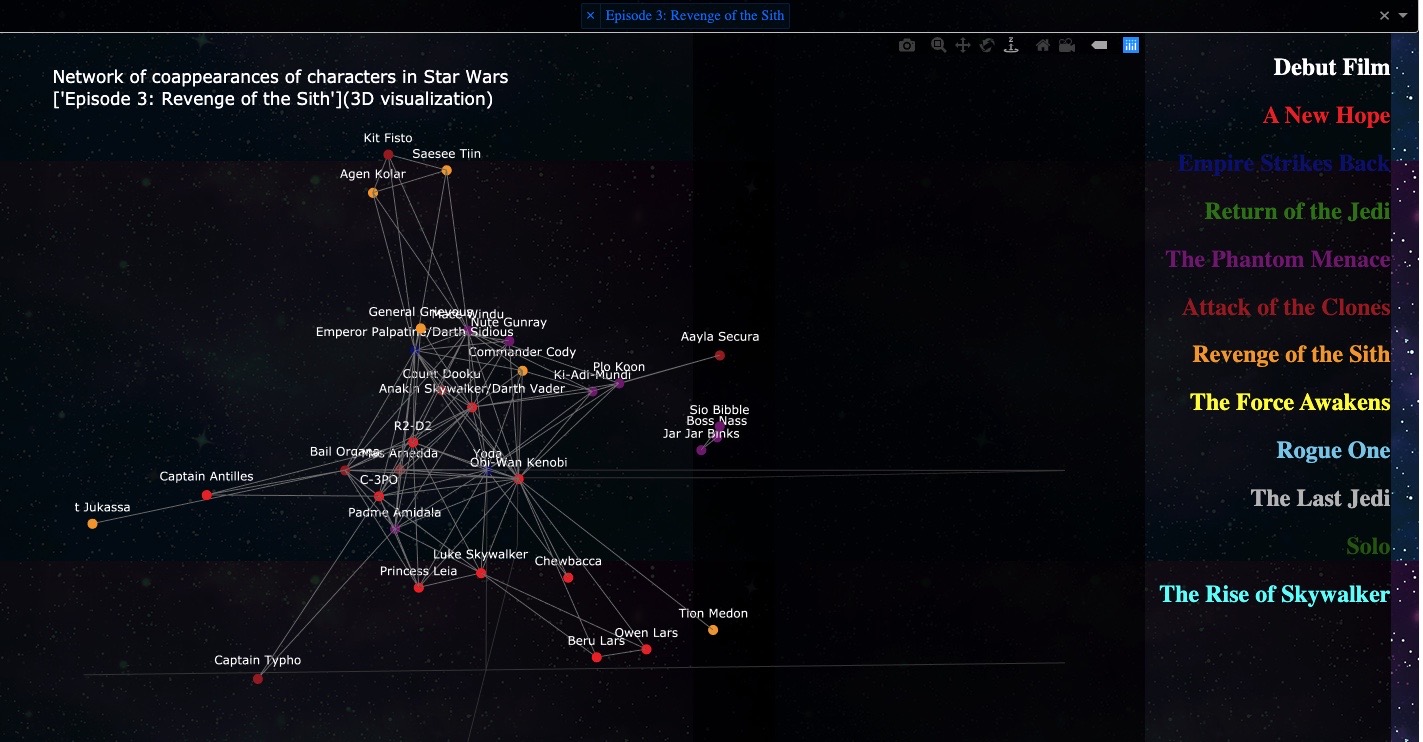 × Episode 3: Revenge of the Sith
×
Network of coappearances of characters in Star Wars
['Episode 3: Revenge of the Sith'](3D visualization)
Kit Fisto
Saesee Tiin
Agen Kolar
General Grievous
Mace Windu
Nute Gunray
Emperor Palpatine/Darth Sidious
Aayla Secura
Commander Cody
Plo Koon
Count Dooku
Ki-Adi-Mundi
Anakin Skywalker/Darth Vader
Sio Bibble
Boss Nass
R2-D2
Jar Jar Binks
Bail Organa
Mas Amedda
Yoda
Obi-Wan Kenobi
Captain Antilles
C-3PO
t Jukassa
Padme Amidala
Luke Skywalker
Chewbacca
Princess Leia
Tion Medon
Owen Lars
Beru Lars
Captain Typho
Debut Film
A New Hope
Empire Strikes Back
Return of the Jedi
The Phantom Menace
Attack of the Clones
Revenge of the Sith
The Force Awakens
Rogue One
The Last Jedi
Solo
The Rise of Skywalker